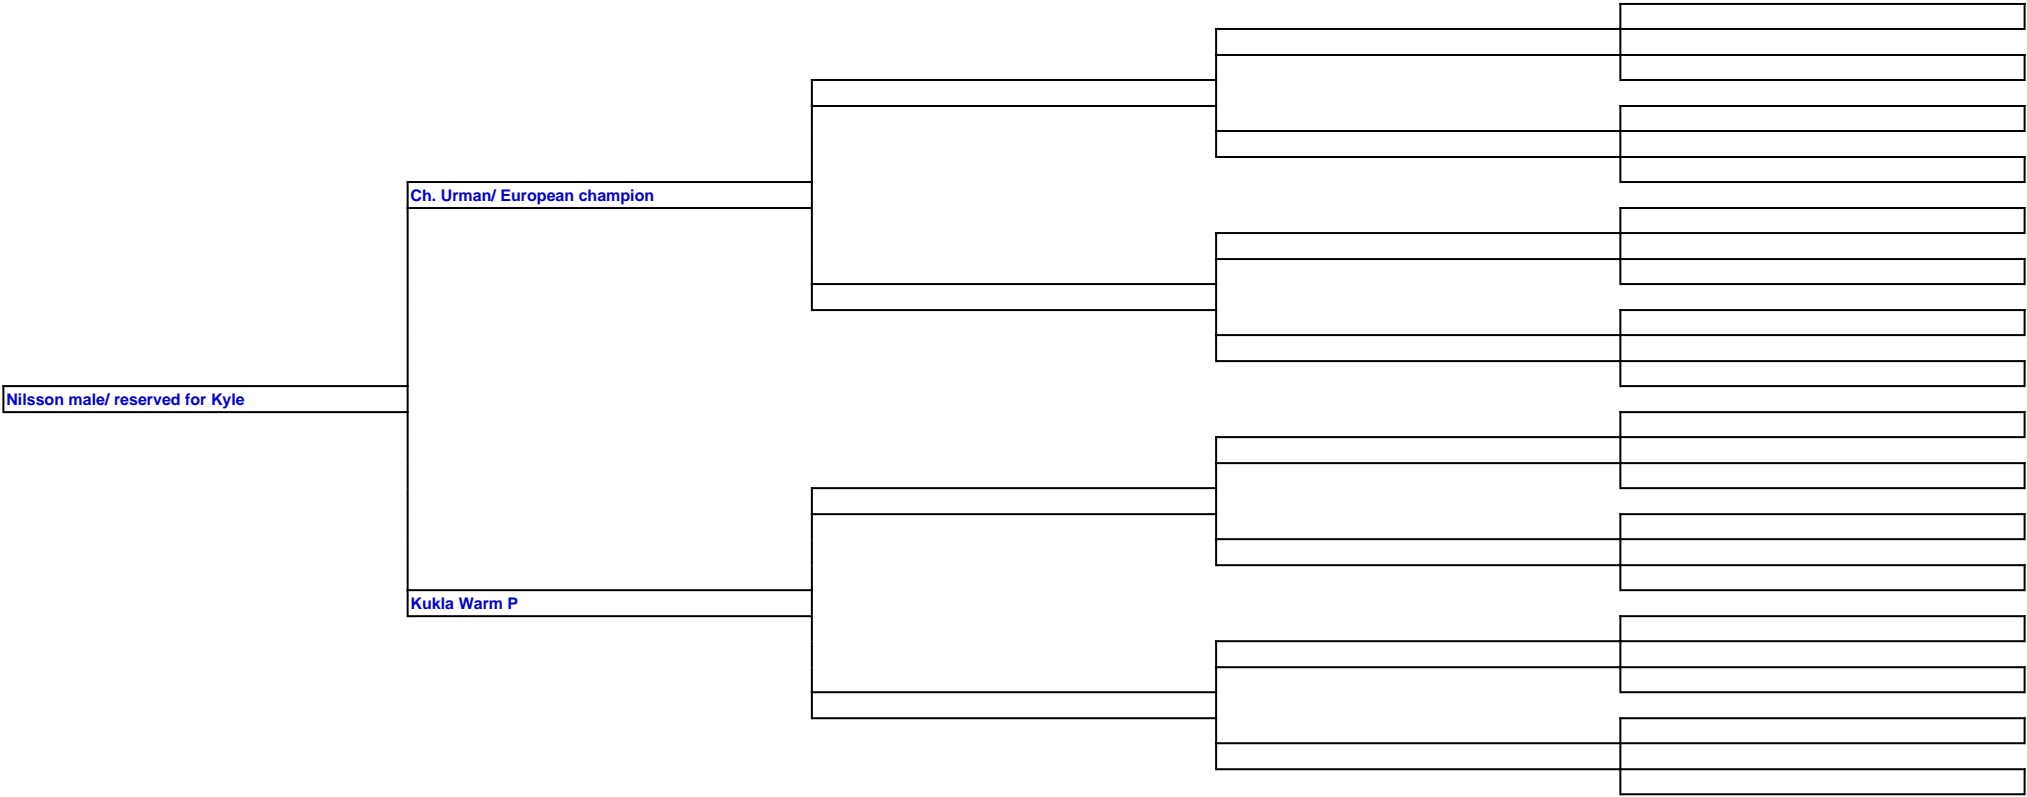 Ch. Urman/ European champion
Nilsson male/ reserved for Kyle
Kukla Warm P